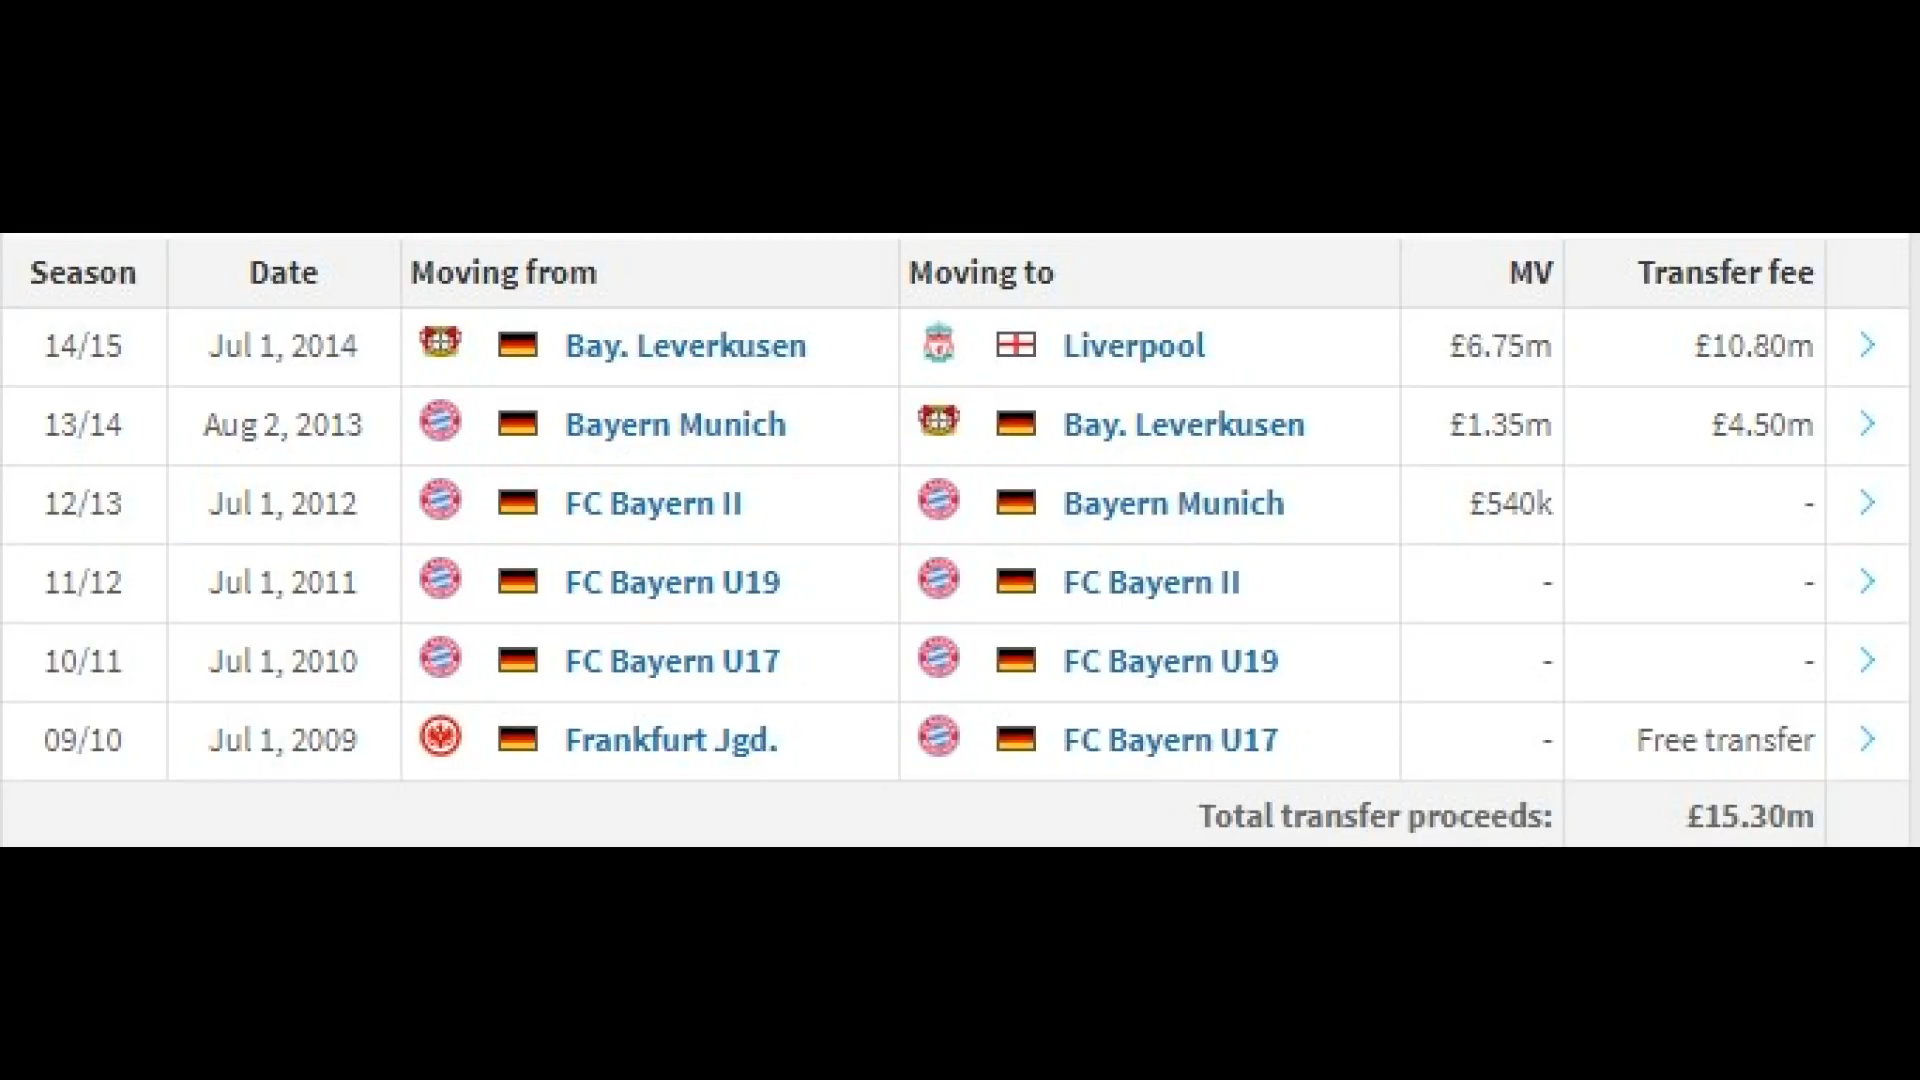 Season Date Moving from Moving to MV Transfer fee
14/15 Jul 1, 2014 Bay. Leverkusen Liverpool £6.75m £10.80m
13/14 Aug 2, 2013 Bayern Munich Bay. Leverkusen £1.35m £4.50m
12/13 Jul 1, 2012 FC Bayern II Bayern Munich £540k -
11/12 Jul 1, 2011 FC Bayern U19 FC Bayern II - -
10/11 Jul 1, 2010 FC Bayern U17 FC Bayern U19 - -
09/10 Jul 1, 2009 Frankfurt Jgd. FC Bayern U17 - Free transfer
Total transfer proceeds: £15.30m